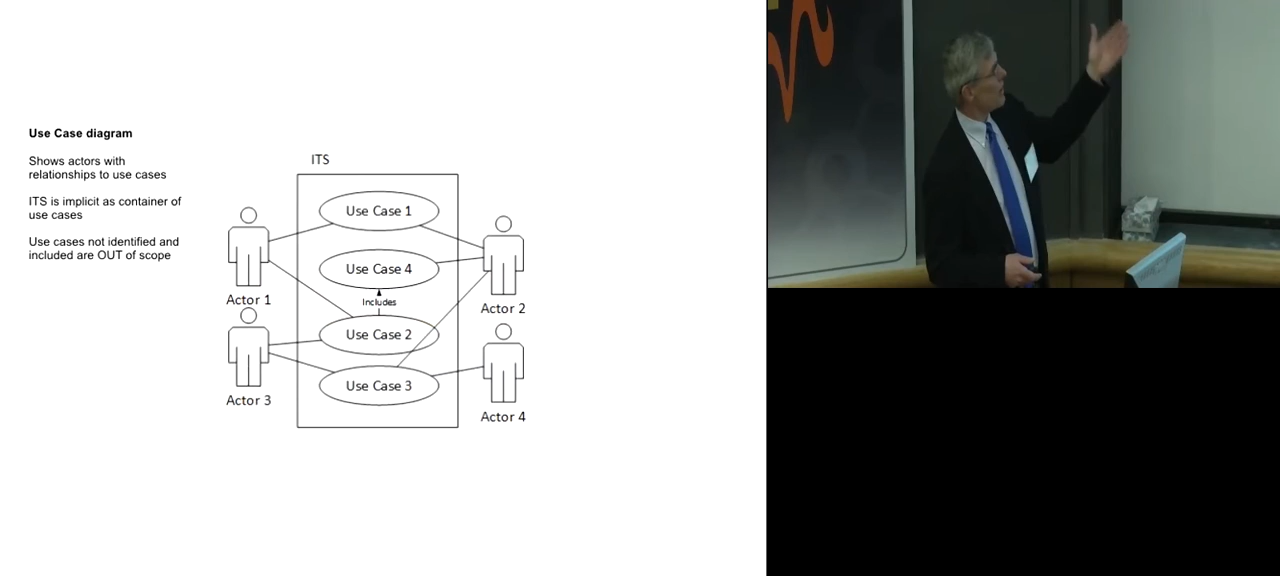 Use Case diagram
Shows actors with
relationships to use cases
ITS is implicit as container of
use cases
Use cases not identified and
included are OUT of scope
ITS
Use Case 1
Use Case 4
Includes
Use Case 2
Use Case 3
Actor 1
Actor 2
Actor 3
Actor 4